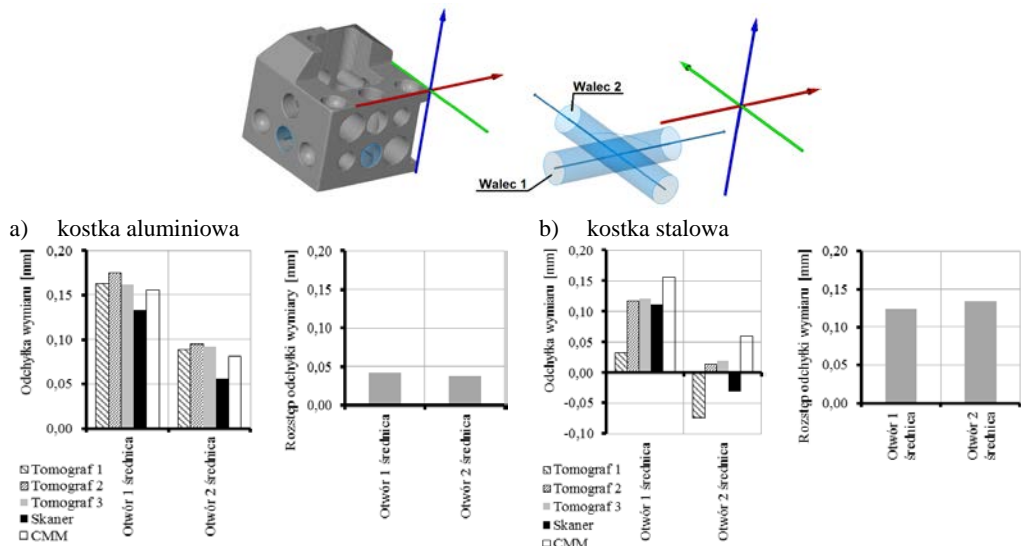 Walec 2
Walec 1
a) kostka aluminiowa
Odchyłka wymiaru [mm]
0,20
0,15
0,10
0,05
0,00
Otwór 1 średnica
Otwór 2 średnica
Tomograf 1
Tomograf 2
Tomograf 3
Skaner
CMM
Rozstęp odchyłki wymiary [mm]
0,20
0,15
0,10
0,05
0,00
Otwór 1 średnica
Otwór 2 średnica
b) kostka stalowa
Odchyłka wymiaru [mm]
0,20
0,15
0,10
0,05
0,00
-0,05
-0,10
Otwór 1 średnica
Otwór 2 średnica
Tomograf 1
Tomograf 2
Tomograf 3
Skaner
CMM
Rozstęp odchyłki wymiaru [mm]
0,20
0,15
0,10
0,05
0,00
Otwór 1
średnica
Otwór 2
średnica